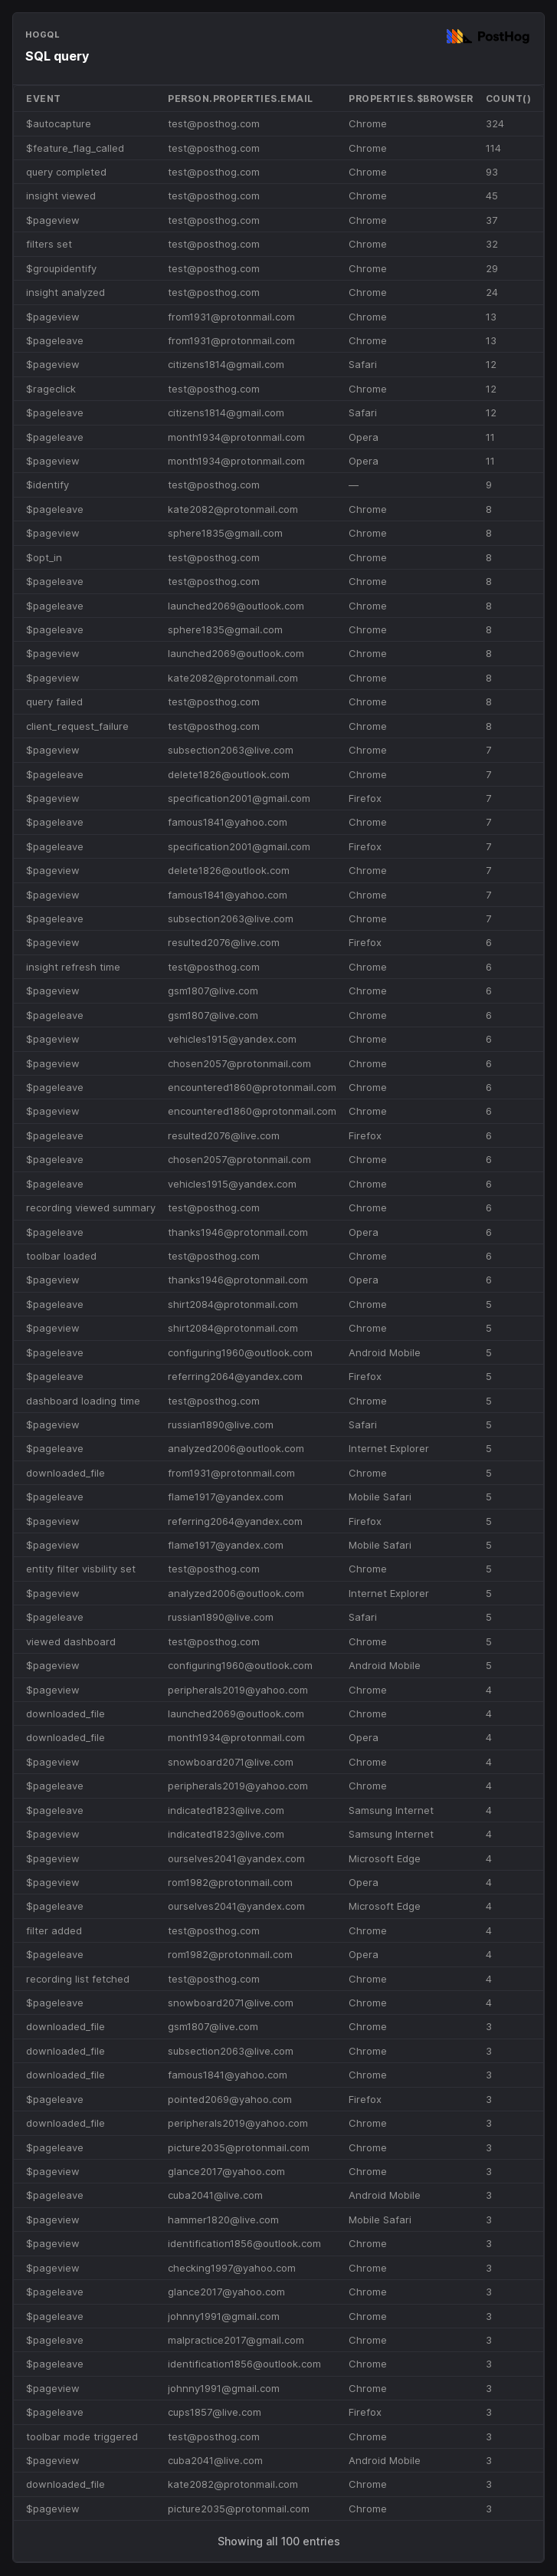 HOGQL
PostHog
SQL query
EVENT PERSON.PROPERTIES.EMAIL PROPERTIES.$BROWSER COUNT()
$autocapture test@posthog.com Chrome 324
$feature_flag_called test@posthog.com Chrome 114
query completed test@posthog.com Chrome 93
insight viewed test@posthog.com Chrome 45
$pageview test@posthog.com Chrome 37
filters set test@posthog.com Chrome 32
$groupidentify test@posthog.com Chrome 29
insight analyzed test@posthog.com Chrome 24
$pageview from1931@protonmail.com Chrome 13
$pageleave from1931@protonmail.com Chrome 13
$pageview citizens1814@gmail.com Safari 12
$rageclick test@posthog.com Chrome 12
$pageleave citizens1814@gmail.com Safari 12
$pageleave month1934@protonmail.com Opera 11
$pageview month1934@protonmail.com Opera 11
$identify test@posthog.com — 9
$pageleave kate2082@protonmail.com Chrome 8
$pageview sphere1835@gmail.com Chrome 8
$opt_in test@posthog.com Chrome 8
$pageleave test@posthog.com Chrome 8
$pageleave launched2069@outlook.com Chrome 8
$pageleave sphere1835@gmail.com Chrome 8
$pageview launched2069@outlook.com Chrome 8
$pageview kate2082@protonmail.com Chrome 8
query failed test@posthog.com Chrome 8
client_request_failure test@posthog.com Chrome 8
$pageview subsection2063@live.com Chrome 7
$pageleave delete1826@outlook.com Chrome 7
$pageview specification2001@gmail.com Firefox 7
$pageleave famous1841@yahoo.com Chrome 7
$pageleave specification2001@gmail.com Firefox 7
$pageview delete1826@outlook.com Chrome 7
$pageview famous1841@yahoo.com Chrome 7
$pageleave subsection2063@live.com Chrome 7
$pageview resulted2076@live.com Firefox 6
insight refresh time test@posthog.com Chrome 6
$pageview gsm1807@live.com Chrome 6
$pageleave gsm1807@live.com Chrome 6
$pageview vehicles1915@yandex.com Chrome 6
$pageview chosen2057@protonmail.com Chrome 6
$pageleave encountered1860@protonmail.com Chrome 6
$pageview encountered1860@protonmail.com Chrome 6
$pageleave resulted2076@live.com Firefox 6
$pageleave chosen2057@protonmail.com Chrome 6
$pageleave vehicles1915@yandex.com Chrome 6
recording viewed summary test@posthog.com Chrome 6
$pageleave thanks1946@protonmail.com Opera 6
toolbar loaded test@posthog.com Chrome 6
$pageview thanks1946@protonmail.com Opera 6
$pageleave shirt2084@protonmail.com Chrome 5
$pageview shirt2084@protonmail.com Chrome 5
$pageleave configuring1960@outlook.com Android Mobile 5
$pageleave referring2064@yandex.com Firefox 5
dashboard loading time test@posthog.com Chrome 5
$pageview russian1890@live.com Safari 5
$pageleave analyzed2006@outlook.com Internet Explorer 5
downloaded_file from1931@protonmail.com Chrome 5
$pageleave flame1917@yandex.com Mobile Safari 5
$pageview referring2064@yandex.com Firefox 5
$pageview flame1917@yandex.com Mobile Safari 5
entity filter visbility set test@posthog.com Chrome 5
$pageview analyzed2006@outlook.com Internet Explorer 5
$pageleave russian1890@live.com Safari 5
viewed dashboard test@posthog.com Chrome 5
$pageview configuring1960@outlook.com Android Mobile 5
$pageview peripherals2019@yahoo.com Chrome 4
downloaded_file launched2069@outlook.com Chrome 4
downloaded_file month1934@protonmail.com Opera 4
$pageview snowboard2071@live.com Chrome 4
$pageleave peripherals2019@yahoo.com Chrome 4
$pageleave indicated1823@live.com Samsung Internet 4
$pageview indicated1823@live.com Samsung Internet 4
$pageview ourselves2041@yandex.com Microsoft Edge 4
$pageview rom1982@protonmail.com Opera 4
$pageleave ourselves2041@yandex.com Microsoft Edge 4
filter added test@posthog.com Chrome 4
$pageleave rom1982@protonmail.com Opera 4
recording list fetched test@posthog.com Chrome 4
$pageleave snowboard2071@live.com Chrome 4
downloaded_file gsm1807@live.com Chrome 3
downloaded_file subsection2063@live.com Chrome 3
downloaded_file famous1841@yahoo.com Chrome 3
$pageleave pointed2069@yahoo.com Firefox 3
downloaded_file peripherals2019@yahoo.com Chrome 3
$pageleave picture2035@protonmail.com Chrome 3
$pageview glance2017@yahoo.com Chrome 3
$pageleave cuba2041@live.com Android Mobile 3
$pageview hammer1820@live.com Mobile Safari 3
$pageview identification1856@outlook.com Chrome 3
$pageview checking1997@yahoo.com Chrome 3
$pageleave glance2017@yahoo.com Chrome 3
$pageleave johnny1991@gmail.com Chrome 3
$pageleave malpractice2017@gmail.com Chrome 3
$pageleave identification1856@outlook.com Chrome 3
$pageview johnny1991@gmail.com Chrome 3
$pageleave cups1857@live.com Firefox 3
toolbar mode triggered test@posthog.com Chrome 3
$pageview cuba2041@live.com Android Mobile 3
downloaded_file kate2082@protonmail.com Chrome 3
$pageview picture2035@protonmail.com Chrome 3
Showing all 100 entries